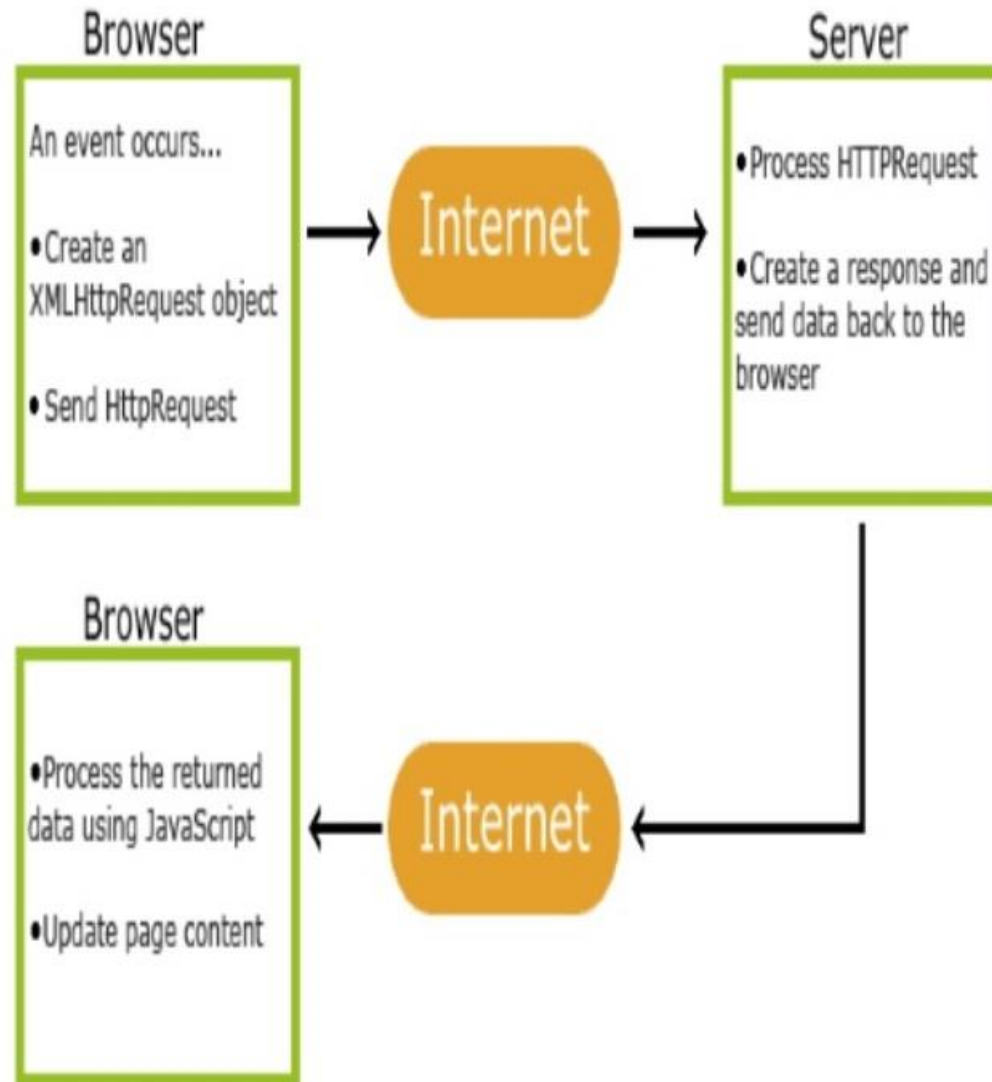 Browser
An event occurs...
•Create an
XMLHttpRequest object
• Send HttpRequest
Internet
Server
•Process HTTPRequest
•Create a response and
send data back to the
browser
Browser
•Process the returned
data using JavaScript
•Update page content
Internet